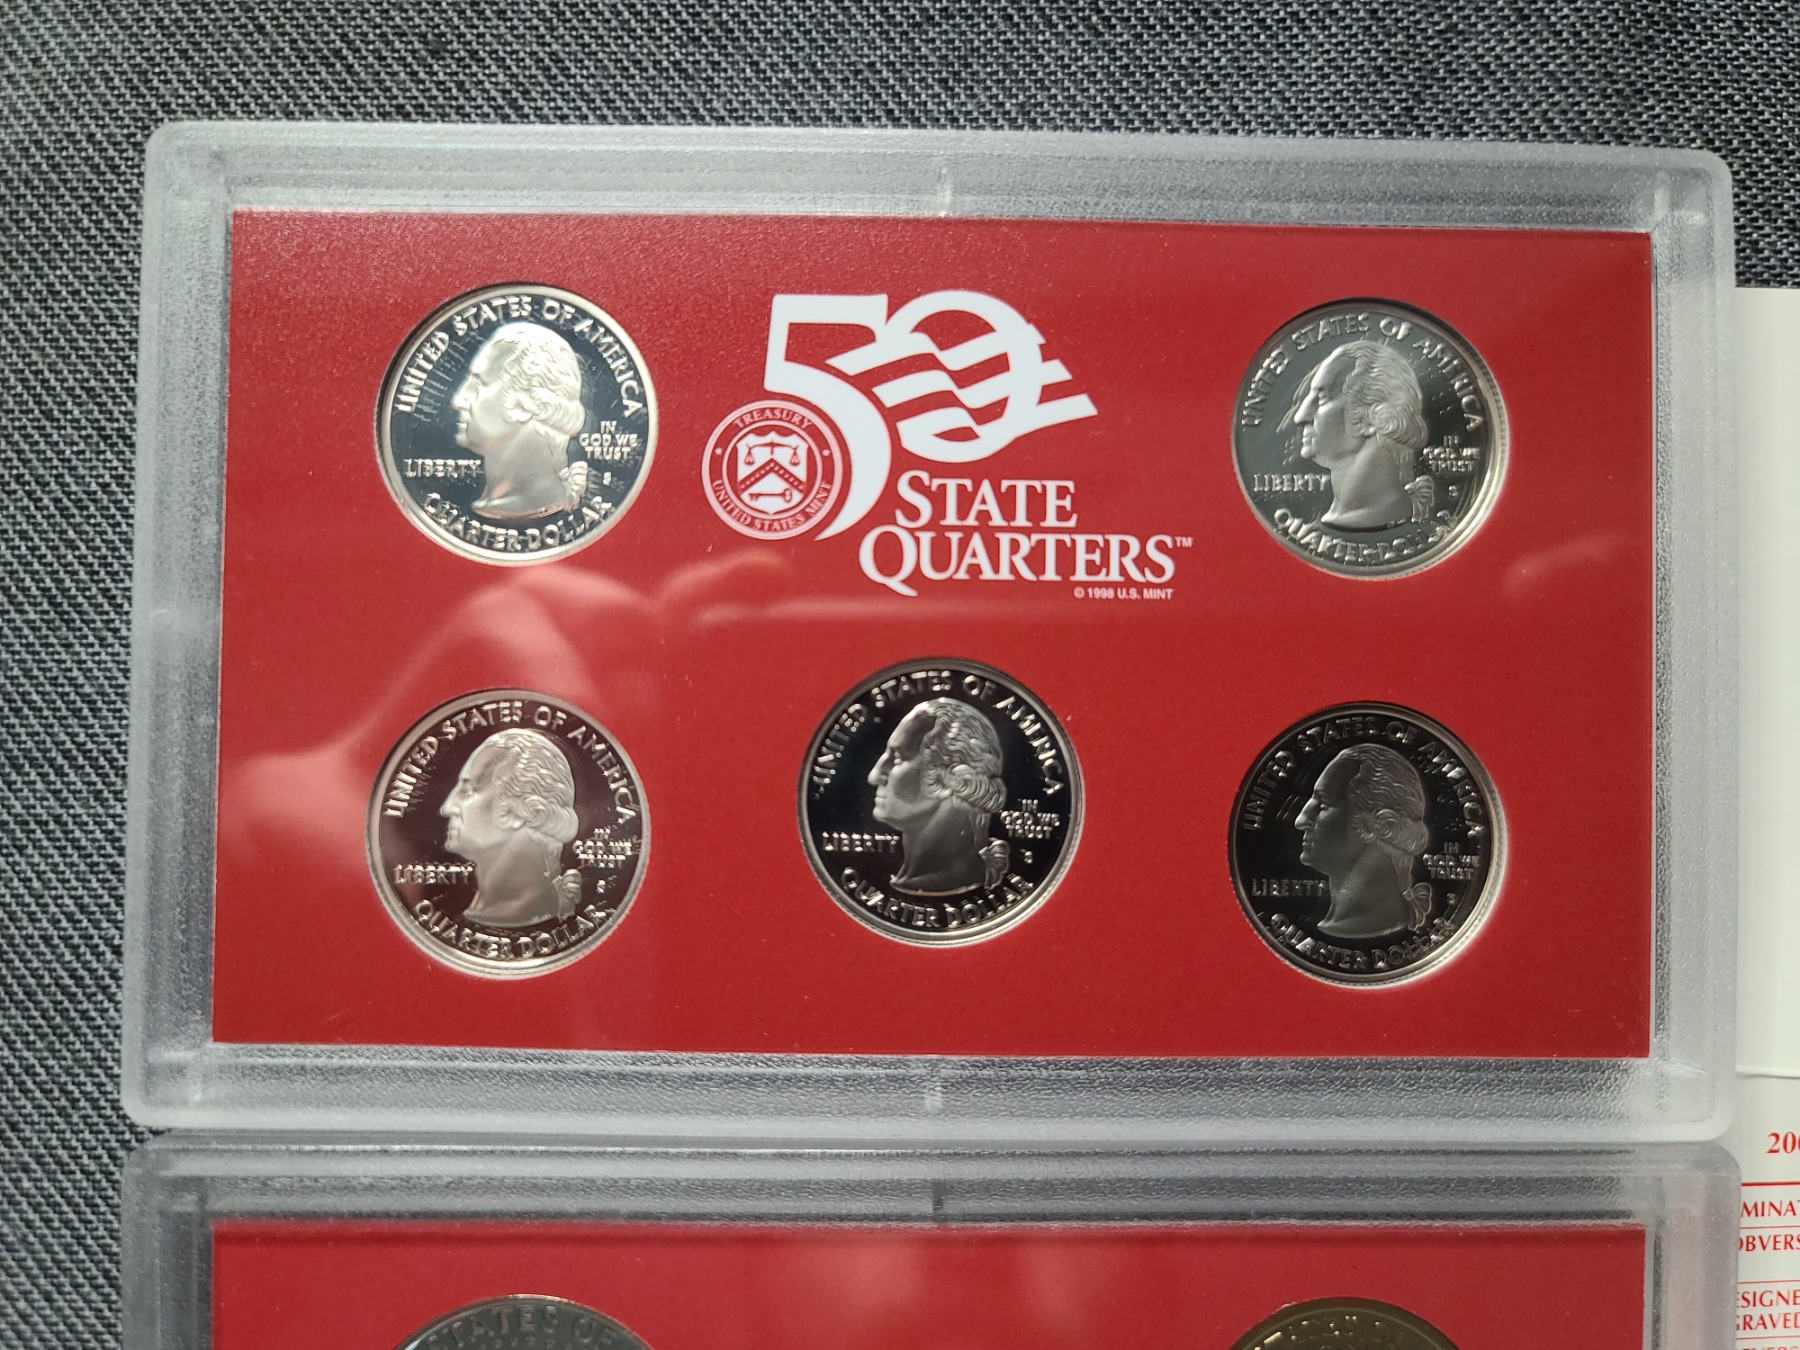 UNITED STATES OF AMERICA
IN
GOD WE
TRUST
LIBERTY
S
QUARTER DOLLAR
50
TREASURY
UNITED STATES MINT
STATE
QUARTERS™
© 1998 U.S. MINT
UNITED STATES OF AMERICA
IN
GOD WE
TRUST
LIBERTY
S
QUARTER DOLLAR
UNITED STATES OF AMERICA
IN
GOD WE
TRUST
LIBERTY
S
QUARTER DOLLAR
UNITED STATES OF AMERICA
IN
GOD WE
TRUST
LIBERTY
S
QUARTER DOLLAR
UNITED STATES OF AMERICA
IN
GOD WE
TRUST
LIBERTY
S
QUARTER DOLLAR
STATES OF